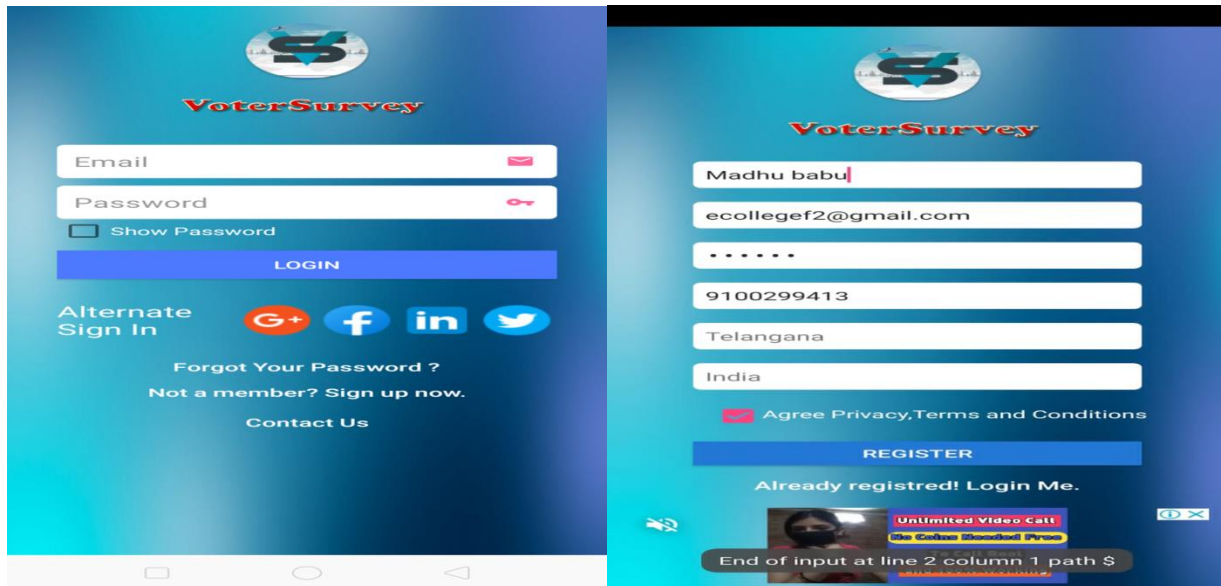 VoterSurvey
Email
Password
Show Password
LOGIN
Alternate
Sign In
G+ f in
Forgot Your Password ?
Not a member? Sign up now.
Contact Us
VoterSurvey
Madhu babu
ecollegef2@gmail.com
••••••
9100299413
Telangana
India
Agree Privacy,Terms and Conditions
REGISTER
Already registred! Login Me.
Unlimited Video Call
No Coins Needed Free
End of input at line 2 column 1 path $